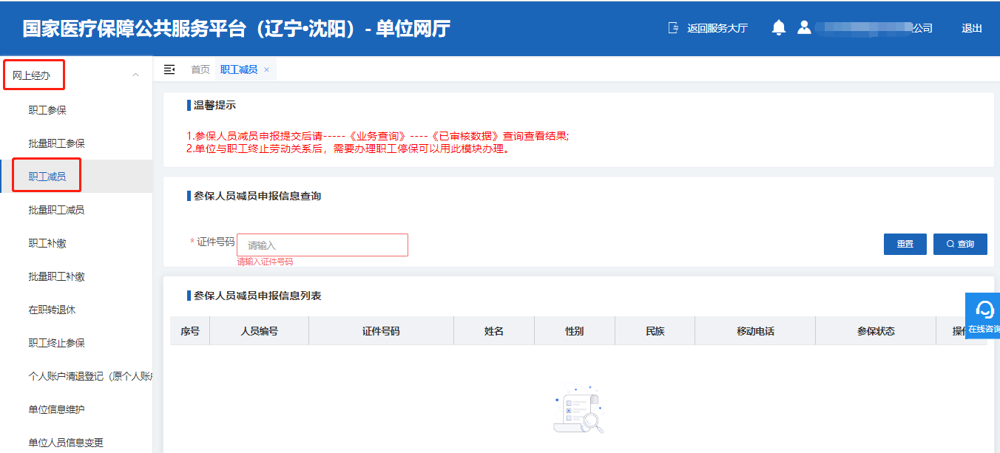 国家医疗保障公共服务平台（辽宁•沈阳）- 单位网厅
返回服务大厅
公司
退出
网上经办
职工参保
批量职工参保
职工减员
批量职工减员
职工补缴
批量职工补缴
在职转退休
职工终止参保
个人账户清退登记（原个人账
单位信息维护
单位人员信息变更
首页
职工减员 ×
温馨提示
1.参保人员减员申报提交后请-----《业务查询》----《已审核数据》查询查看结果;
2.单位与职工终止劳动关系后，需要办理职工停保可以用此模块办理。
参保人员减员申报信息查询
* 证件号码
请输入
重置
查询
请输入证件号码
参保人员减员申报信息列表
序号 人员编号 证件号码 姓名 性别 民族 移动电话 参保状态 操
在线咨询